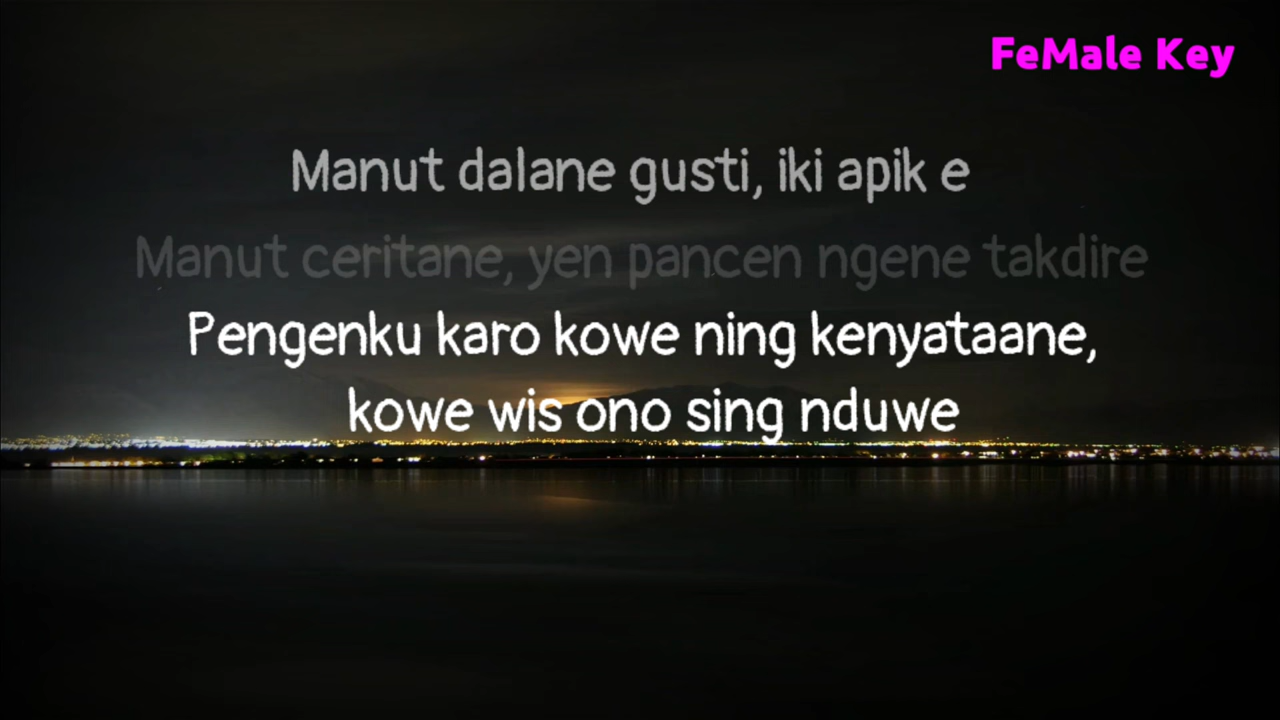 FeMale Key
Manut dalane gusti, iki apik e
Manut ceritane, yen pancen ngene takdire
Pengenku karo kowe ning kenyataane,
kowe wis ono sing nduwe